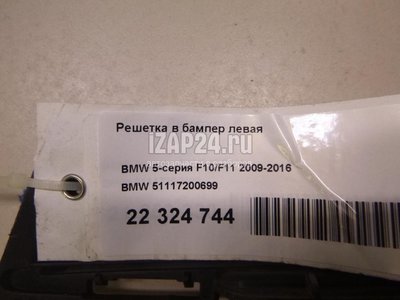 Решетка в бампер левая
IZAP24.ru
BMW 5-серия F10/F11 2009-2016
BMW 51117200699
22 324 744